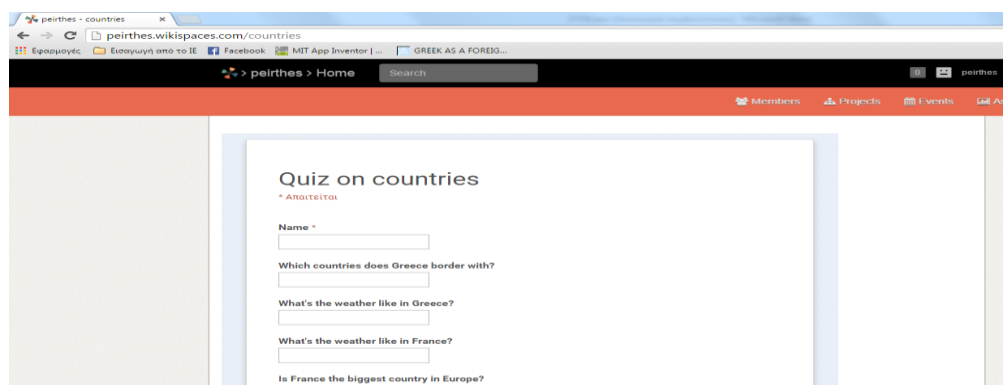 peirthes - countries
peirthes.wikispaces.com/countries
Εφαρμογές Εισαγωγή από το IE Facebook MIT App Inventor | ... GREEK AS A FOREIG...
> peirthes > Home Search 0 peirthes
Members Projects Events As
Quiz on countries
* Απαιτείται
Name *
Which countries does Greece border with?
What's the weather like in Greece?
What's the weather like in France?
Is France the biggest country in Europe?